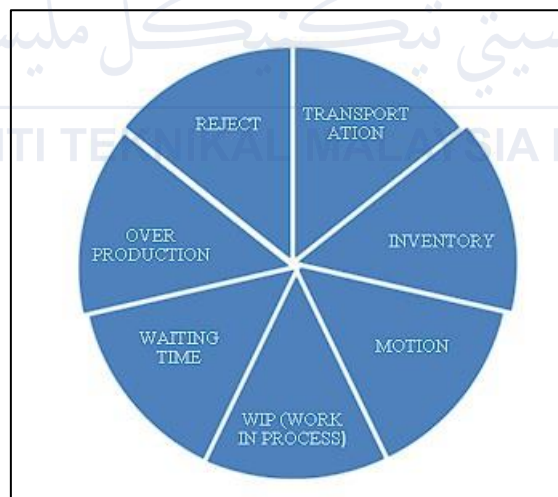 TRANSPORT
ATION
INVENTORY
MOTION
WIP (WORK
IN PROCESS)
WAITING
TIME
OVER
PRODUCTION
REJECT
TEKNIKAL MALAYSIA